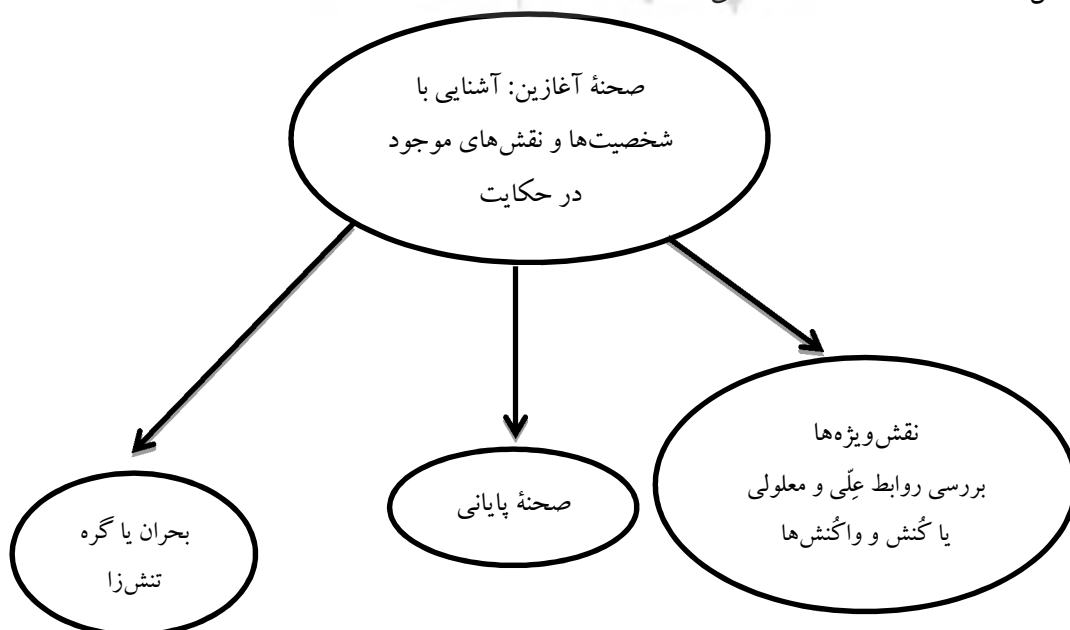 صحنهٔ آغازین: آشنایی با
شخصیت‌ها و نقش‌های موجود
در حکایت
نقش‌ویژه‌ها
بررسی روابط عِلّی و معلولی
یا کُنش و واکُنش‌ها
صحنهٔ پایانی
بحران یا گره
تنش‌زا